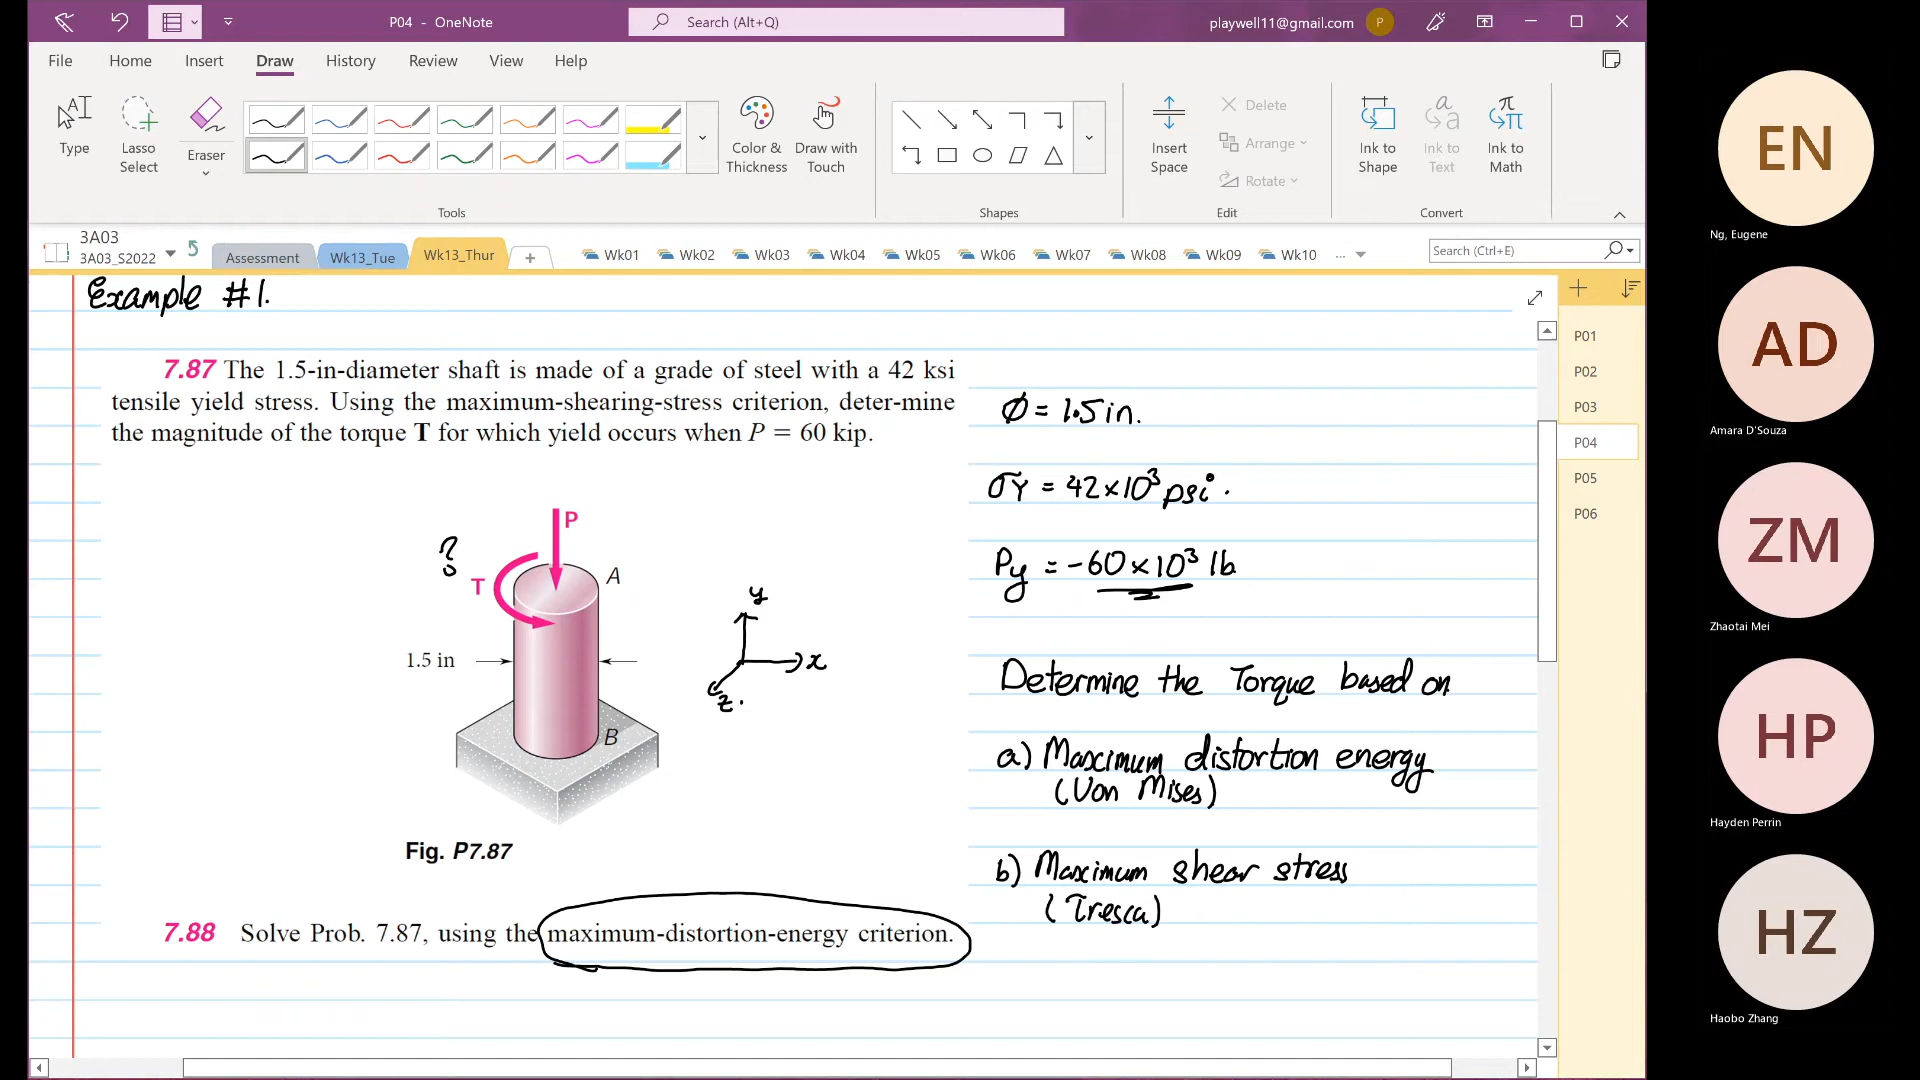 P04 - OneNote
Search (Alt+Q)
playwell11@gmail.com
P
File Home Insert Draw History Review View Help
Type
Lasso Select
Eraser
Color & Thickness
Draw with Touch
Insert Space
Delete
Arrange
Rotate
Ink to Shape
Ink to Text
Ink to Math
Tools
Shapes
Edit
Convert
3A03
3A03_S2022
Assessment
Wk13_Tue
Wk13_Thur
Wk01 Wk02 Wk03 Wk04 Wk05 Wk06 Wk07 Wk08 Wk09 Wk10 ...
Search (Ctrl+E)
P01
P02
P03
P04
P05
P06
Example #1.
7.87 The 1.5-in-diameter shaft is made of a grade of steel with a 42 ksi
tensile yield stress. Using the maximum-shearing-stress criterion, deter-mine
the magnitude of the torque T for which yield occurs when P = 60 kip.
P
?
T
A
1.5 in
B
y
x
z.
Fig. P7.87
7.88 Solve Prob. 7.87, using the maximum-distortion-energy criterion.
Ø = 1.5 in.
σY = 42×10³ psi.
Py = -60×10³ lb
Determine the Torque based on
a) Maximum distortion energy
(Von Mises)
b) Maximum shear stress
(Tresca)
EN
Ng, Eugene
AD
Amara D'Souza
ZM
Zhaotai Mei
HP
Hayden Perrin
HZ
Haobo Zhang